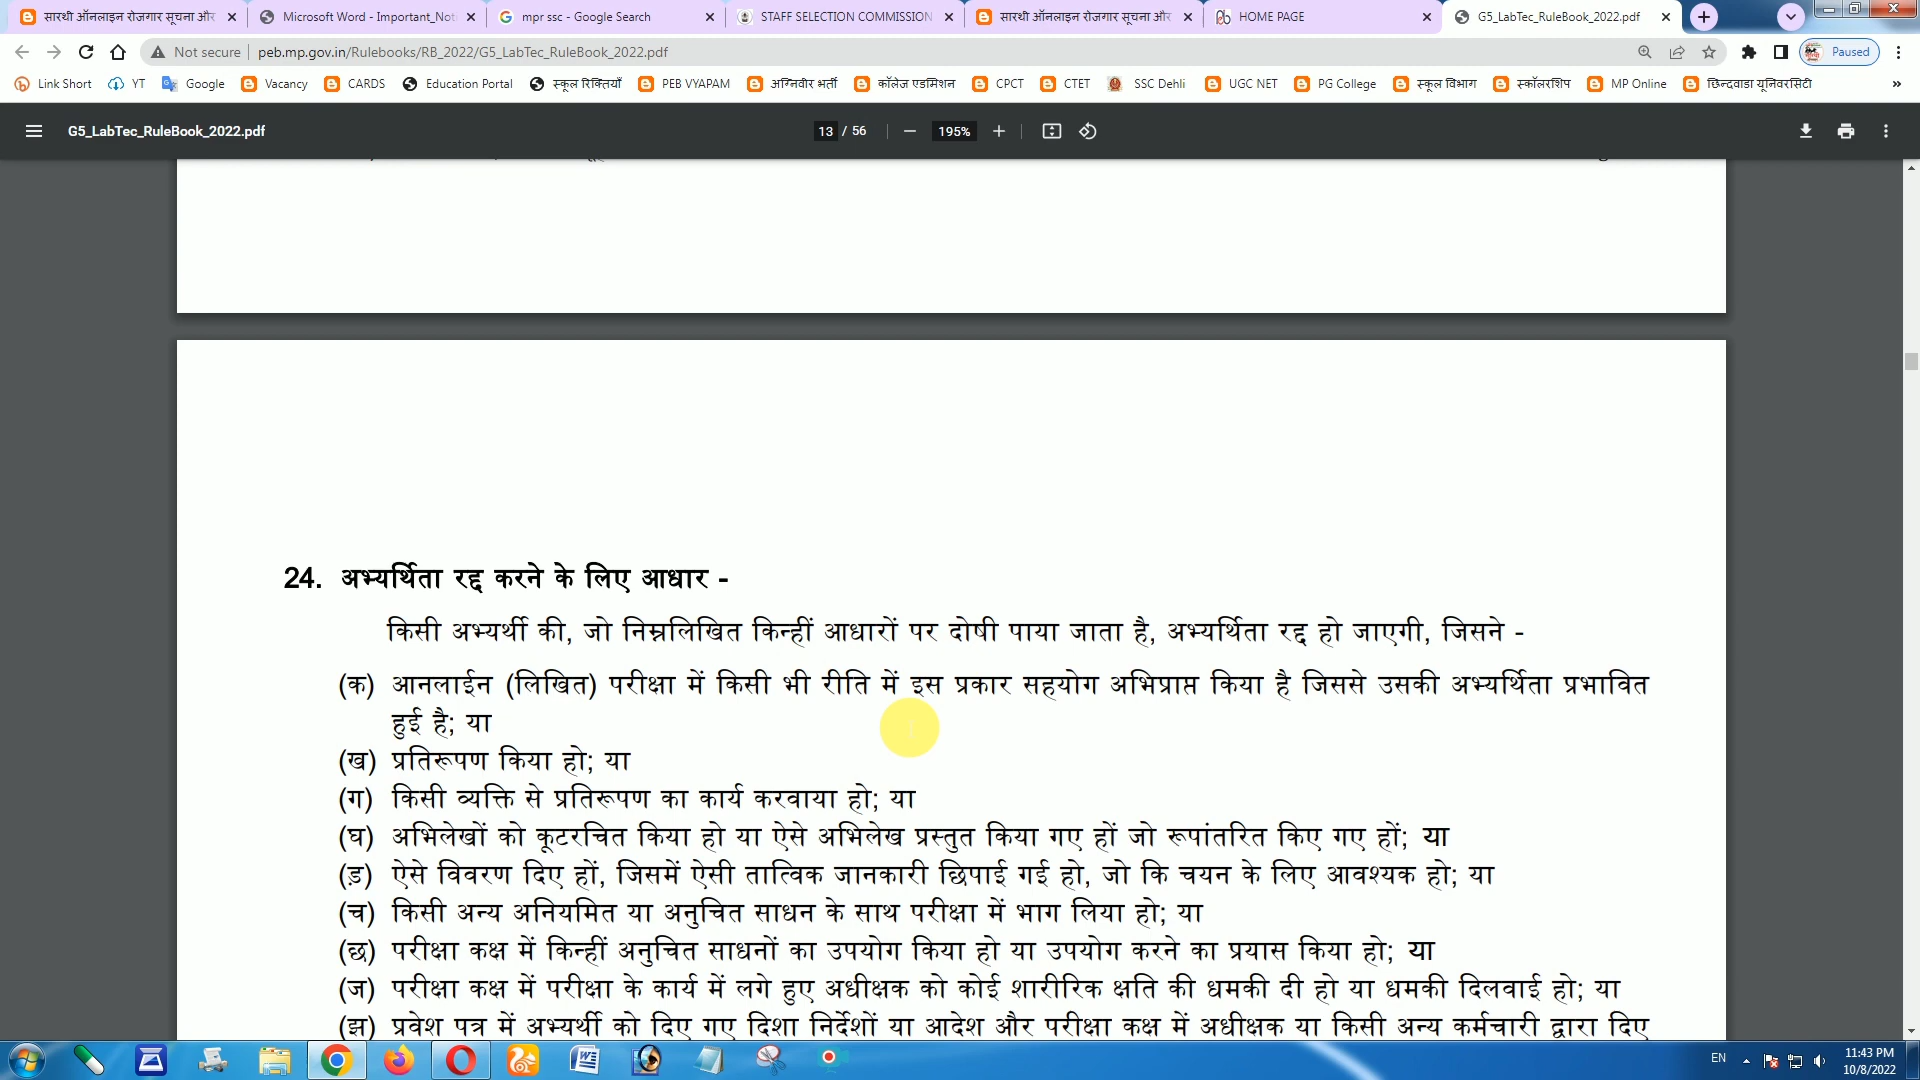 सारथी ऑनलाइन रोजगार सूचना और
Microsoft Word - Important_Not
mpr ssc - Google Search
STAFF SELECTION COMMISSION
सारथी ऑनलाइन रोजगार सूचना और
HOME PAGE
G5_LabTec_RuleBook_2022.pdf
Not secure
peb.mp.gov.in/Rulebooks/RB_2022/G5_LabTec_RuleBook_2022.pdf
Paused
Link Short
YT
Google
Vacancy
CARDS
Education Portal
स्कूल रिक्तियाँ
PEB VYAPAM
अग्निवीर भर्ती
कॉलेज एडमिशन
CPCT
CTET
SSC Dehli
UGC NET
PG College
स्कूल विभाग
स्कॉलरशिप
MP Online
छिन्दवाडा यूनिवरसिटी
»
G5_LabTec_RuleBook_2022.pdf
13 / 56
195%
24. अभ्यर्थिता रद्द करने के लिए आधार -
किसी अभ्यर्थी की, जो निम्नलिखित किन्हीं आधारों पर दोषी पाया जाता है, अभ्यर्थिता रद्द हो जाएगी, जिसने -
(क) आनलाईन (लिखित) परीक्षा में किसी भी रीति में इस प्रकार सहयोग अभिप्राप्त किया है जिससे उसकी अभ्यर्थिता प्रभावित
हुई है; या
(ख) प्रतिरूपण किया हो; या
(ग) किसी व्यक्ति से प्रतिरूपण का कार्य करवाया हो; या
(घ) अभिलेखों को कूटरचित किया हो या ऐसे अभिलेख प्रस्तुत किया गए हों जो रूपांतरित किए गए हों; या
(ड़) ऐसे विवरण दिए हों, जिसमें ऐसी तात्विक जानकारी छिपाई गई हो, जो कि चयन के लिए आवश्यक हो; या
(च) किसी अन्य अनियमित या अनुचित साधन के साथ परीक्षा में भाग लिया हो; या
(छ) परीक्षा कक्ष में किन्हीं अनुचित साधनों का उपयोग किया हो या उपयोग करने का प्रयास किया हो; या
(ज) परीक्षा कक्ष में परीक्षा के कार्य में लगे हुए अधीक्षक को कोई शारीरिक क्षति की धमकी दी हो या धमकी दिलवाई हो; या
(झ) प्रवेश पत्र में अभ्यर्थी को दिए गए दिशा निर्देशों या आदेश और परीक्षा कक्ष में अधीक्षक या किसी अन्य कर्मचारी द्वारा दिए
EN
11:43 PM
10/8/2022